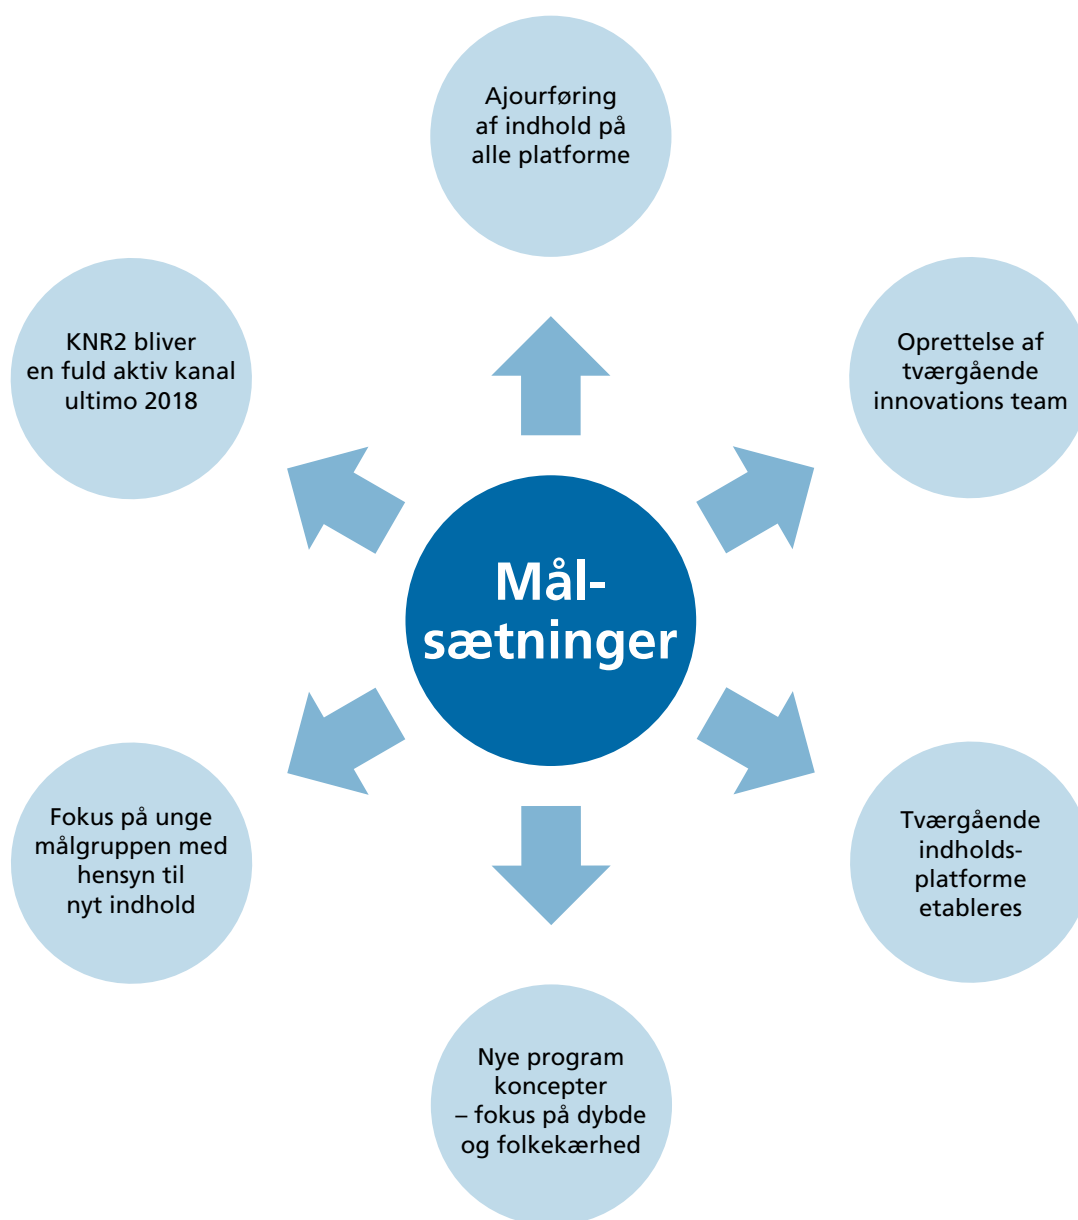 Ajourføring
af indhold på
alle platforme
KNR2 bliver
en fuld aktiv kanal
ultimo 2018
Oprettelse af
tværgående
innovations team
Mål-
sætninger
Fokus på unge
målgruppen med
hensyn til
nyt indhold
Tværgående
indholds-
platforme
etableres
Nye program
koncepter
– fokus på dybde
og folkekærhed